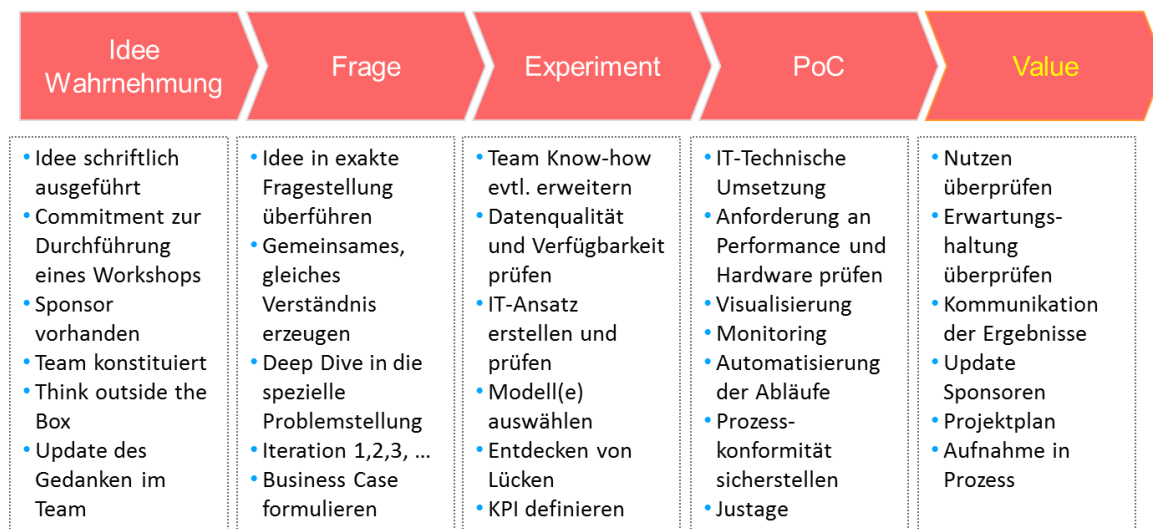 Idee
Wahrnehmung
Frage
Experiment
PoC
Value
• Idee schriftlich
ausgeführt
• Commitment zur
Durchführung
eines Workshops
• Sponsor
vorhanden
• Team konstituiert
• Think outside the
Box
• Update des
Gedanken im
Team
• Idee in exakte
Fragestellung
überführen
• Gemeinsames,
gleiches
Verständnis
erzeugen
• Deep Dive in die
spezielle
Problemstellung
• Iteration 1,2,3, ...
• Business Case
formulieren
• Team Know-how
evtl. erweitern
• Datenqualität
und Verfügbarkeit
prüfen
• IT-Ansatz
erstellen und
prüfen
• Modell(e)
auswählen
• Entdecken von
Lücken
• KPI definieren
• IT-Technische
Umsetzung
• Anforderung an
Performance und
Hardware prüfen
• Visualisierung
• Monitoring
• Automatisierung
der Abläufe
• Prozess-
konformität
sicherstellen
• Justage
• Nutzen
überprüfen
• Erwartungs-
haltung
überprüfen
• Kommunikation
der Ergebnisse
• Update
Sponsoren
• Projektplan
• Aufnahme in
Prozess